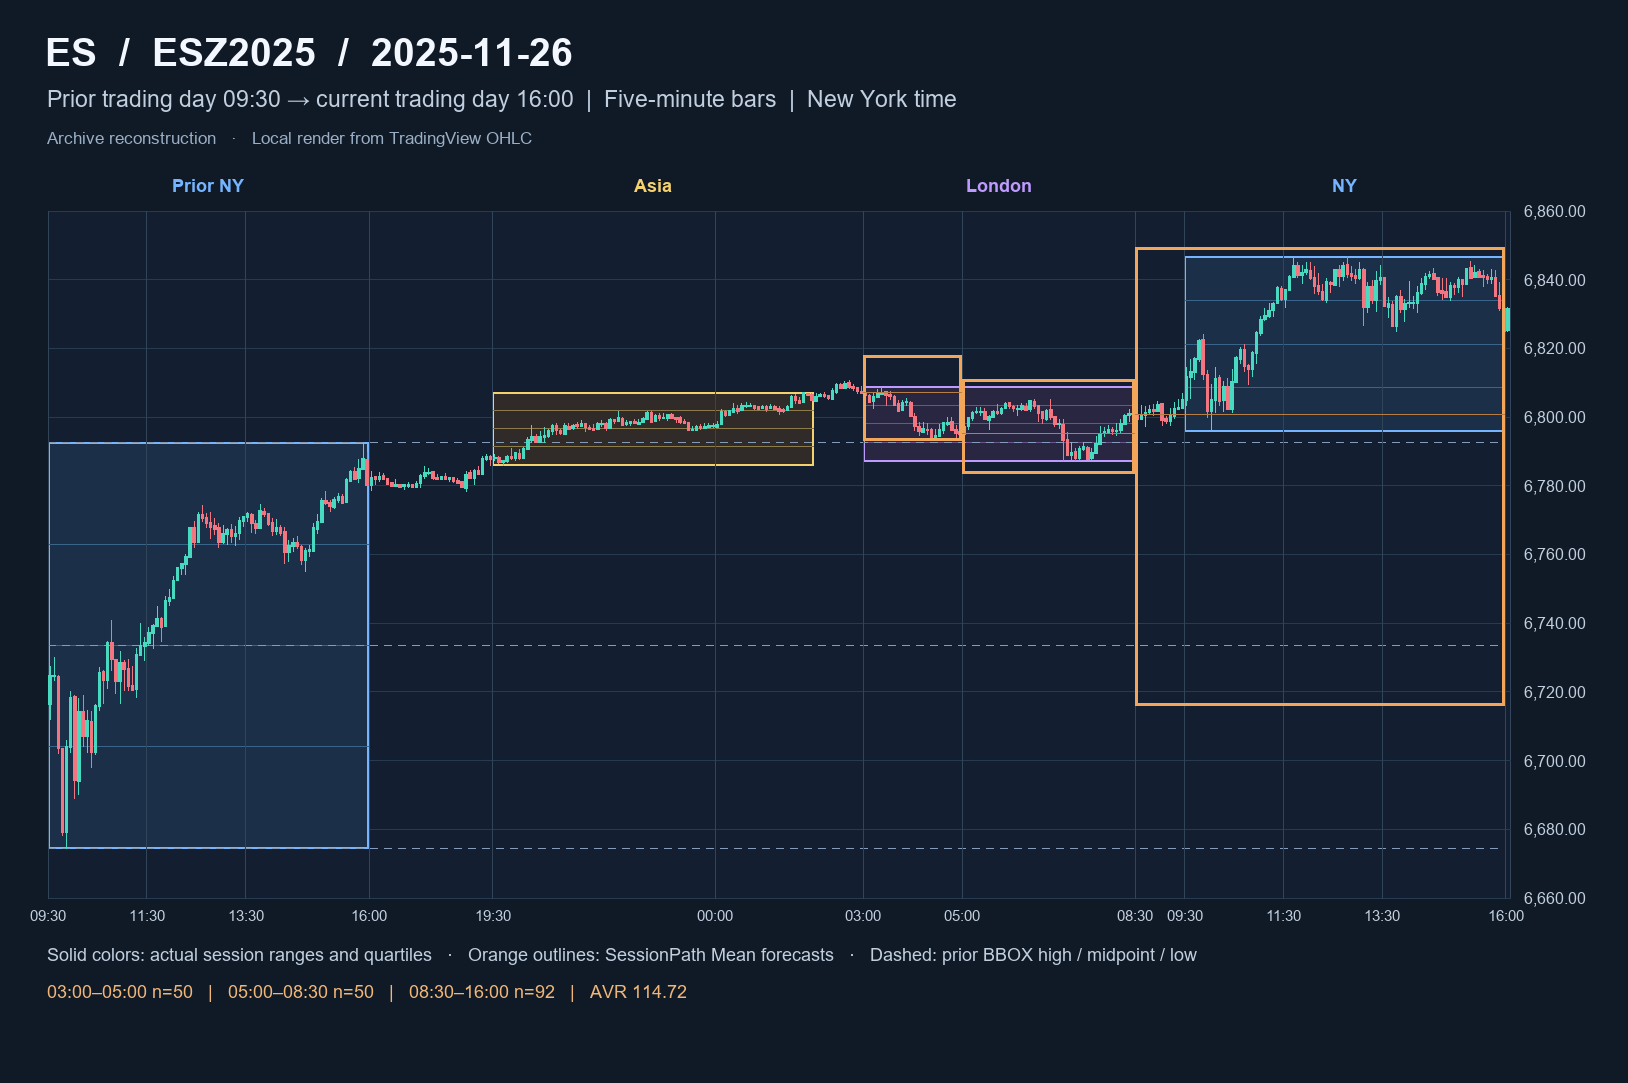 ES / ESZ2025 / 2025-11-26
Prior trading day 09:30 → current trading day 16:00 | Five-minute bars | New York time
Archive reconstruction · Local render from TradingView OHLC
Prior NY Asia London NY
6,860.00
6,840.00
6,820.00
6,800.00
6,780.00
6,760.00
6,740.00
6,720.00
6,700.00
6,680.00
6,660.00
09:30 11:30 13:30 16:00 19:30 00:00 03:00 05:00 08:30 09:30 11:30 13:30 16:00
Solid colors: actual session ranges and quartiles · Orange outlines: SessionPath Mean forecasts · Dashed: prior BBOX high / midpoint / low
03:00–05:00 n=50 | 05:00–08:30 n=50 | 08:30–16:00 n=92 | AVR 114.72